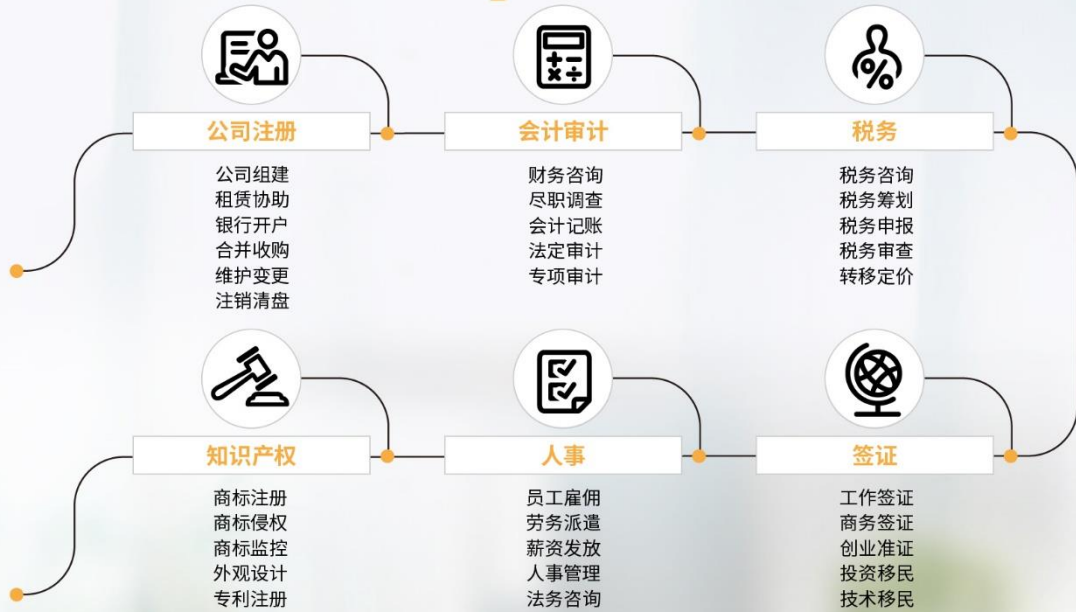 公司注册
公司组建
租赁协助
银行开户
合并收购
维护变更
注销清盘
会计审计
财务咨询
尽职调查
会计记账
法定审计
专项审计
税务
税务咨询
税务筹划
税务申报
税务审查
转移定价
知识产权
商标注册
商标侵权
商标监控
外观设计
专利注册
人事
员工雇佣
劳务派遣
薪资发放
人事管理
法务咨询
签证
工作签证
商务签证
创业准证
投资移民
技术移民